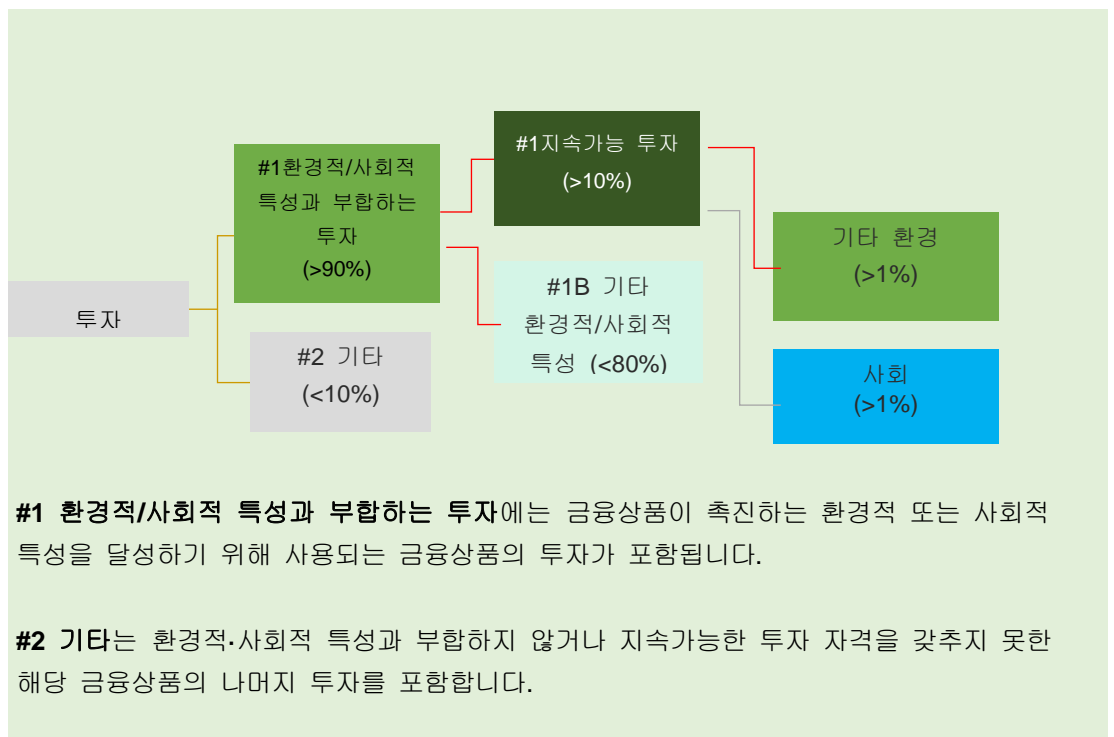 #1환경적/사회적
특성과 부합하는
투자
(>90%)
#1지속가능 투자
(>10%)
기타 환경
(>1%)
투자
#1B 기타
환경적/사회적
특성 (<80%)
#2 기타
(<10%)
사회
(>1%)
#1 환경적/사회적 특성과 부합하는 투자에는 금융상품이 촉진하는 환경적 또는 사회적
특성을 달성하기 위해 사용되는 금융상품의 투자가 포함됩니다.
#2 기타는 환경적·사회적 특성과 부합하지 않거나 지속가능한 투자 자격을 갖추지 못한
해당 금융상품의 나머지 투자를 포함합니다.